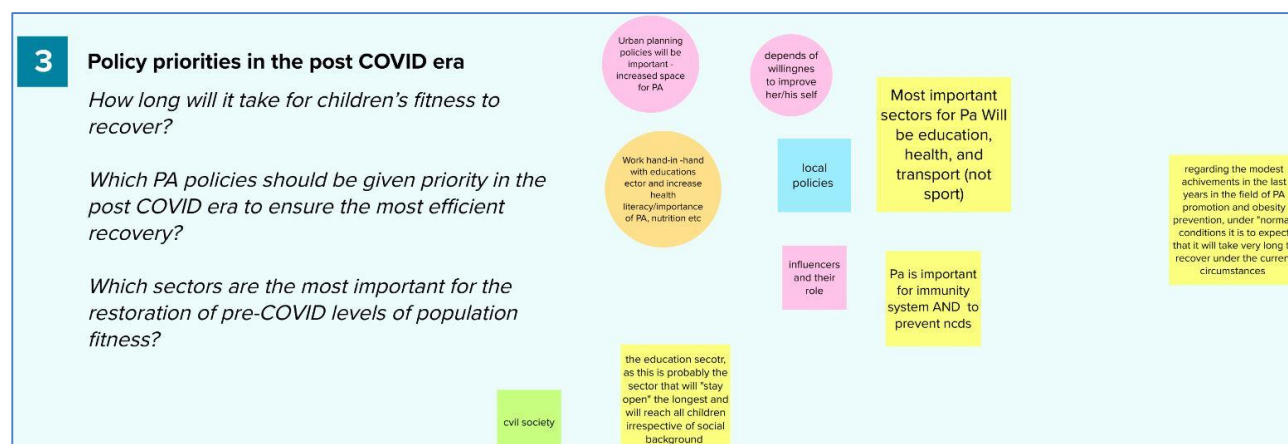 3
Policy priorities in the post COVID era
How long will it take for children's fitness to
recover?
Which PA policies should be given priority in the
post COVID era to ensure the most efficient
recovery?
Which sectors are the most important for the
restoration of pre-COVID levels of population
fitness?
Urban planning
policies will be
important -
increased space
for PA
depends of
willingnes
to improve
her/his self
Most important
sectors for Pa Will
be education,
health, and
transport (not
sport)
Work hand-in -hand
with educations
ector and increase
health
literacy/importance
of PA, nutrition etc
local
policies
regarding the modest
achivements in the last
years in the field of PA
promotion and obesity
prevention, under "norma
conditions it is to expect
that it will take very long t
recover under the curren
circumstances
influencers
and their
role
Pa is important
for immunity
system AND to
prevent ncds
the education secotr,
as this is probably the
sector that will "stay
open" the longest and
will reach all children
irrespective of social
background
cvil society